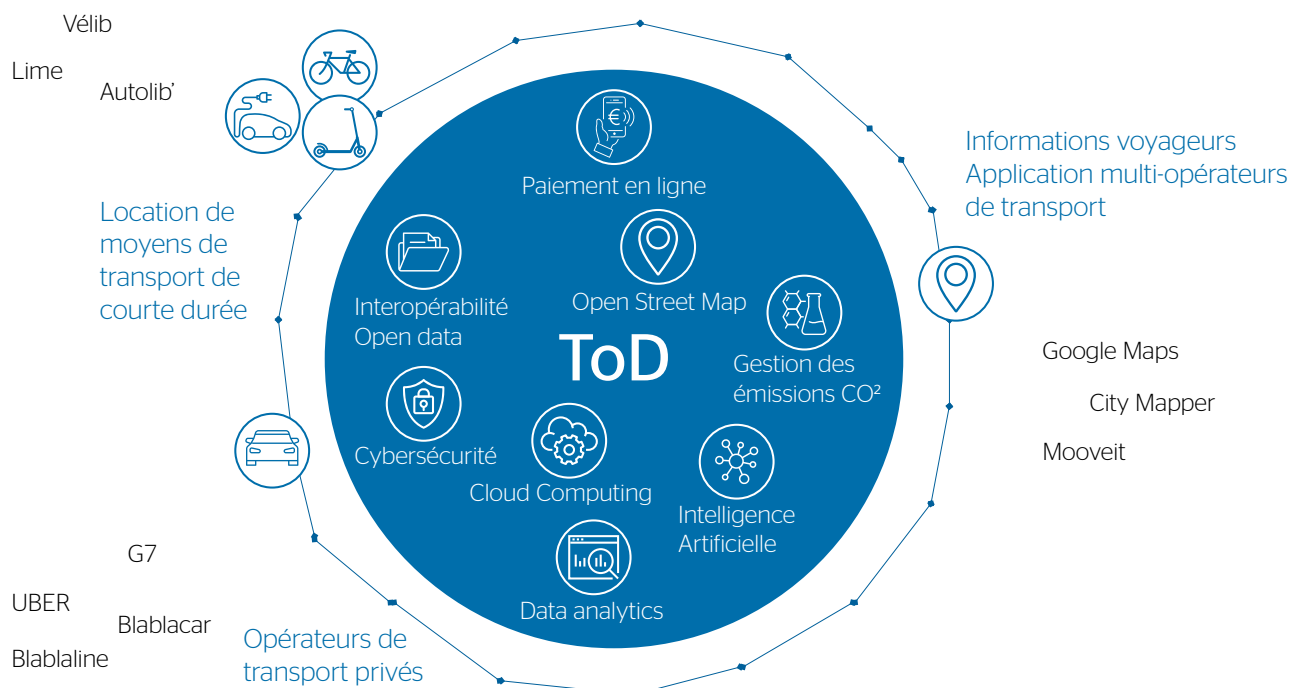 Vélib
Lime
Autolib’
Location de
moyens de
transport de
courte durée
Paiement en ligne
Interopérabilité
Open data
Open Street Map
ToD
Gestion des
émissions CO²
Cybersécurité
Cloud Computing
Intelligence
Artificielle
Data analytics
Informations voyageurs
Application multi-opérateurs
de transport
Google Maps
City Mapper
Mooveit
G7
UBER
Blablacar
Blablaline
Opérateurs de
transport privés